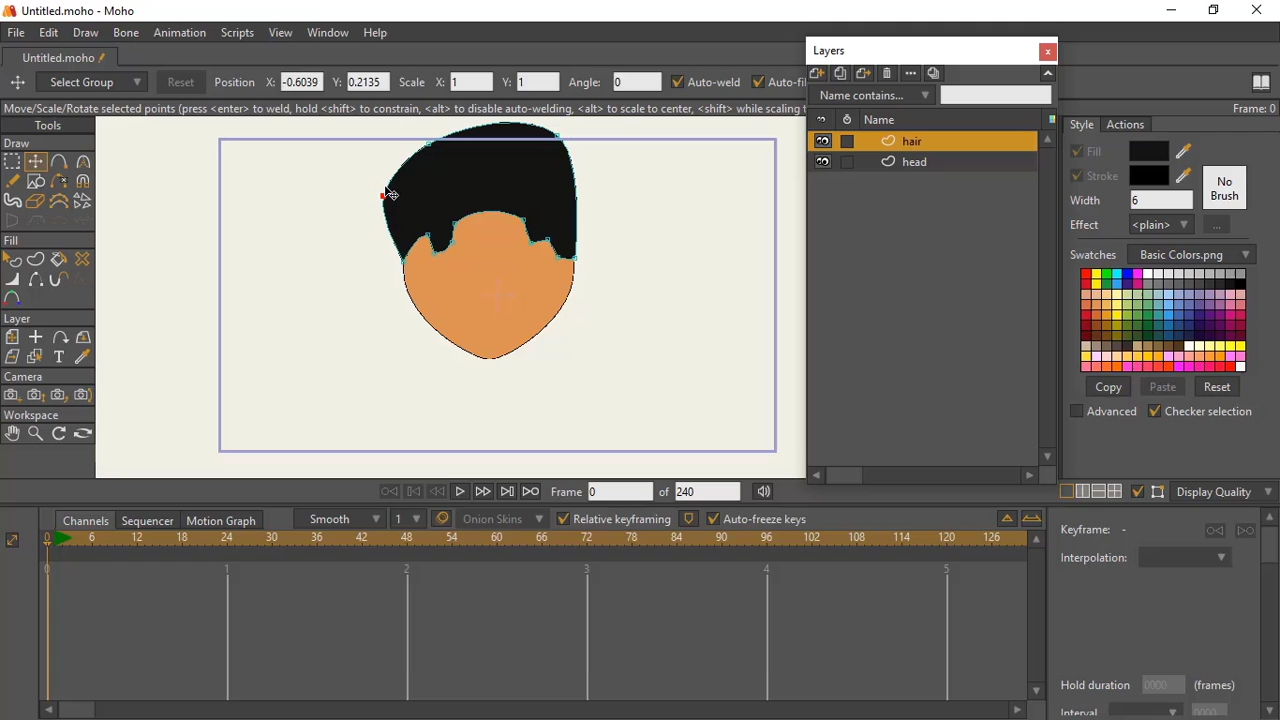 Untitled.moho - Moho
File Edit Draw Bone Animation Scripts View Window Help
Untitled.moho
Select Group Reset Position X: -0.6039 Y: 0.2135 Scale X: 1 Y: 1 Angle: 0 Auto-weld Auto-fi
Move/Scale/Rotate selected points (press <enter> to weld, hold <shift> to constrain, <alt> to disable auto-welding, <alt> to scale to center, <shift> while scaling t
Frame: 0
Tools
Draw
Fill
Layer
T
Camera
Workspace
Layers
Name contains...
Name
hair
head
Style Actions
Fill
Stroke
No
Brush
Width 6
Effect <plain> ...
Swatches Basic Colors.png
Copy Paste Reset
Advanced Checker selection
Frame 0 of 240
Display Quality
Channels Sequencer Motion Graph Smooth 1 Onion Skins Relative keyframing Auto-freeze keys
0 6 12 18 24 30 36 42 48 54 60 66 72 78 84 90 96 102 108 114 120 126
0 1 2 3 4 5
Keyframe: -
Interpolation:
Hold duration 0000 (frames)
Interval